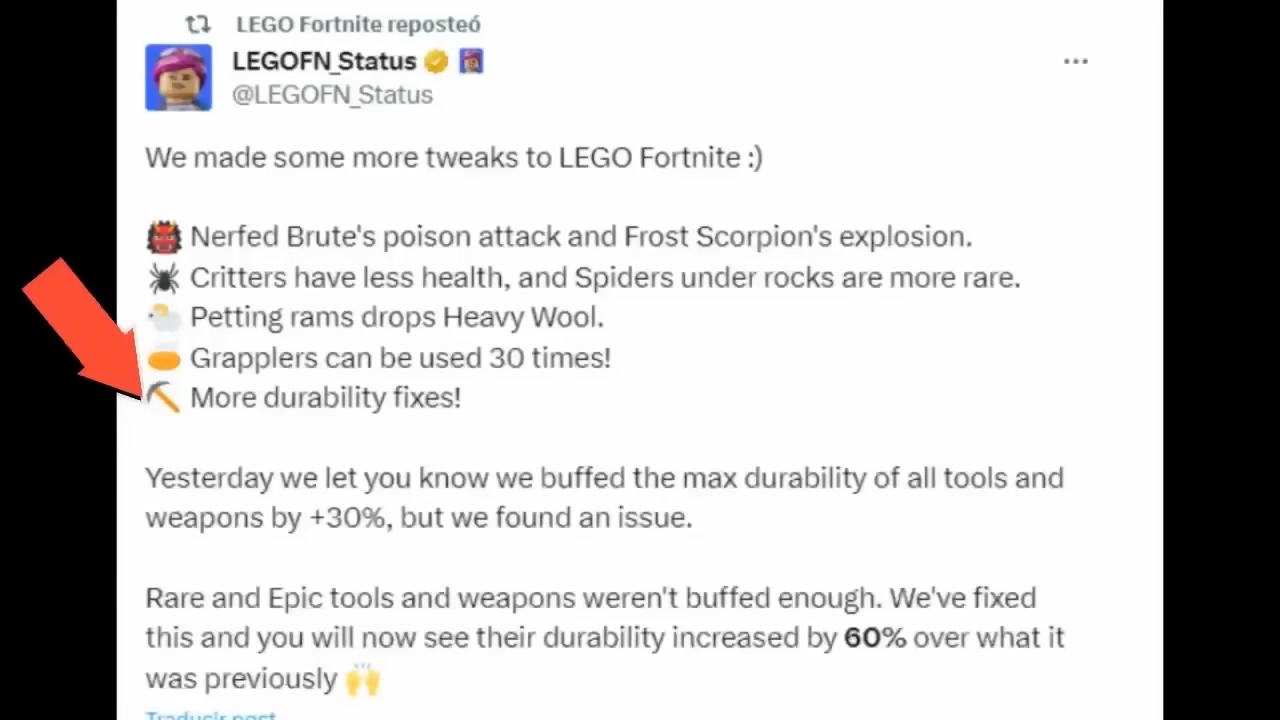 LEGO Fortnite reposteó
LEGOFN_Status
@LEGOFN_Status
We made some more tweaks to LEGO Fortnite :)
Nerfed Brute's poison attack and Frost Scorpion's explosion.
Critters have less health, and Spiders under rocks are more rare.
Petting rams drops Heavy Wool.
Grapplers can be used 30 times!
More durability fixes!
Yesterday we let you know we buffed the max durability of all tools and
weapons by +30%, but we found an issue.
Rare and Epic tools and weapons weren't buffed enough. We've fixed
this and you will now see their durability increased by 60% over what it
was previously
Traducir post